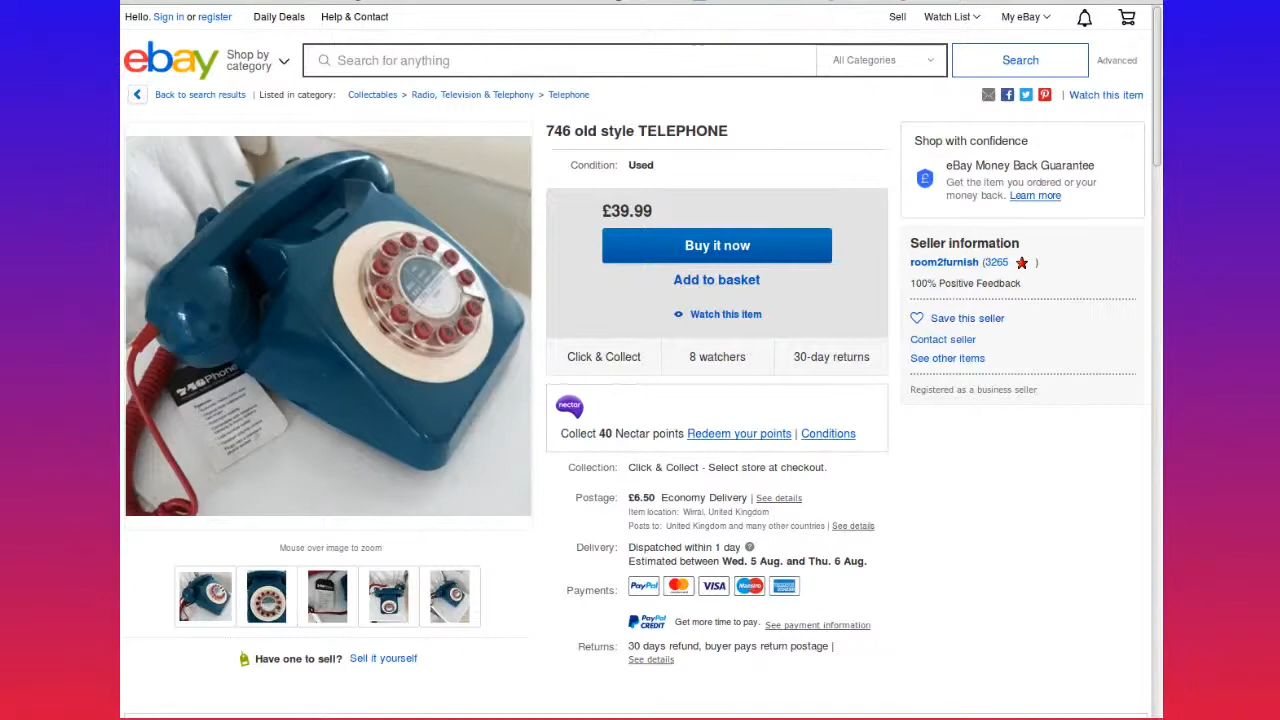 Hello. Sign in or register Daily Deals Help & Contact Sell Watch List My eBay
ebay Shop by category Search for anything All Categories Search Advanced
Back to search results | Listed in category: Collectables > Radio, Television & Telephony > Telephone | Watch this item
746 old style TELEPHONE
Condition: Used
£39.99
Buy it now
Add to basket
Watch this item
Click & Collect 8 watchers 30-day returns
nectar
Collect 40 Nectar points Redeem your points | Conditions
Collection: Click & Collect - Select store at checkout.
Postage: £6.50 Economy Delivery | See details
Item location: Wirral, United Kingdom
Posts to: United Kingdom and many other countries | See details
Delivery: Dispatched within 1 day
Estimated between Wed. 5 Aug. and Thu. 6 Aug.
Payments: PayPal VISA Maestro
PayPal CREDIT Get more time to pay. See payment information
Returns: 30 days refund, buyer pays return postage |
See details
Shop with confidence
eBay Money Back Guarantee
Get the item you ordered or your
money back. Learn more
Seller information
room2furnish (3265 )
100% Positive Feedback
Save this seller
Contact seller
See other items
Registered as a business seller
746 Phone
Mouse over image to zoom
Have one to sell? Sell it yourself